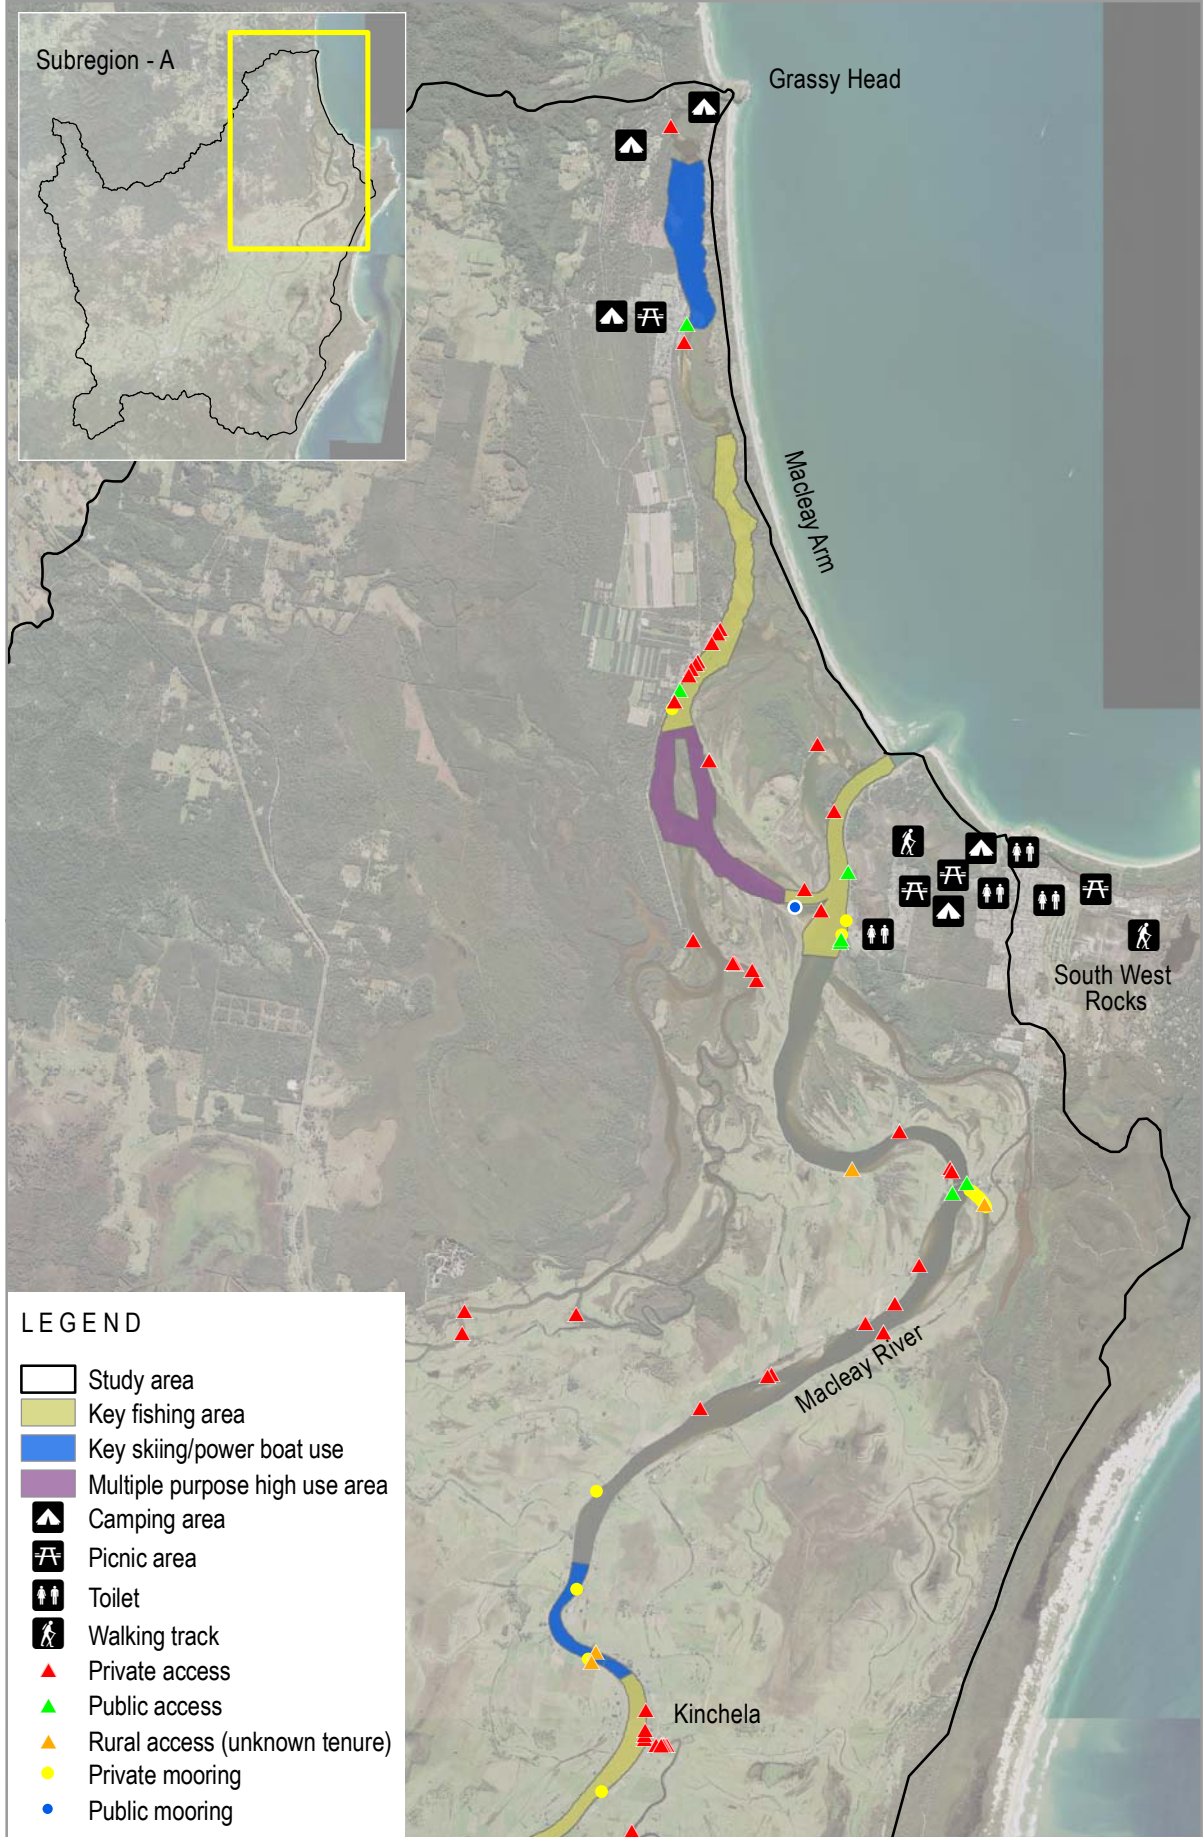 Subregion - A
Grassy Head
Macleay Arm
South West
Rocks
Macleay River
Kinchela
LEGEND
Study area
Key fishing area
Key skiing/power boat use
Multiple purpose high use area
Camping area
Picnic area
Toilet
Walking track
Private access
Public access
Rural access (unknown tenure)
Private mooring
Public mooring